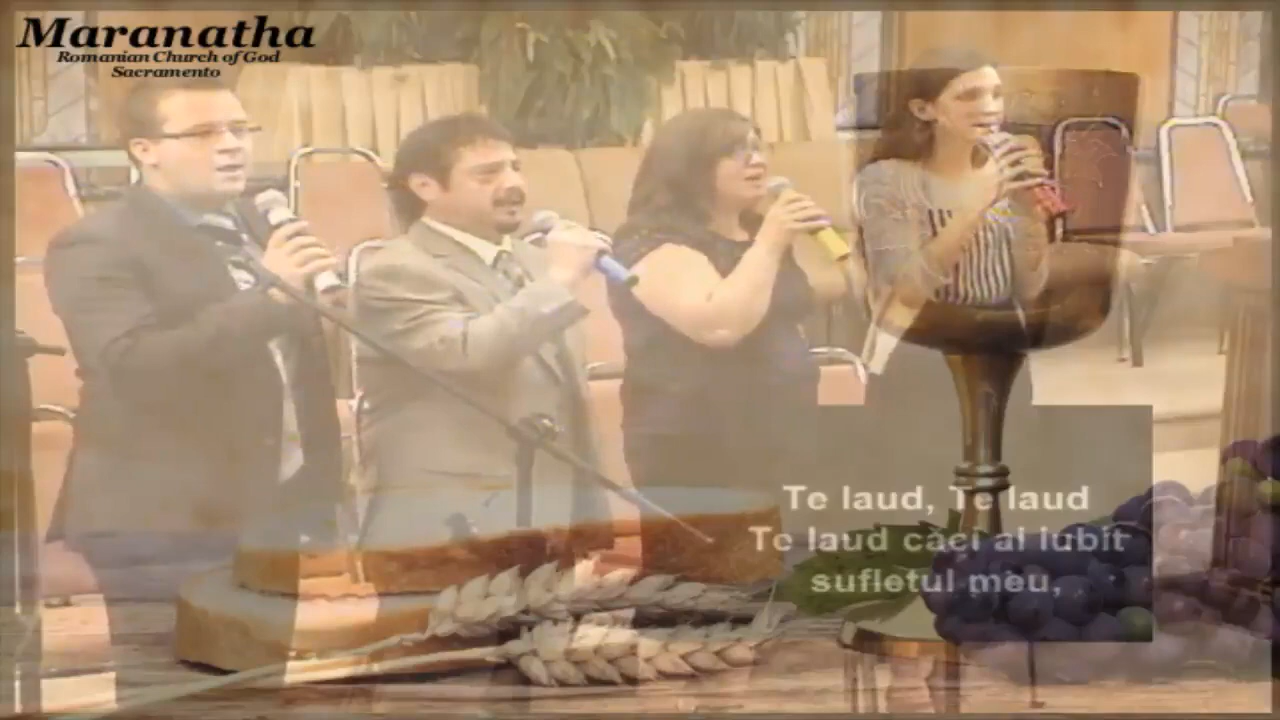 Maranatha
Romanian Church of God
Sacramento
Te laud, Te laud
Te laud căci ai iubit
sufletul meu,